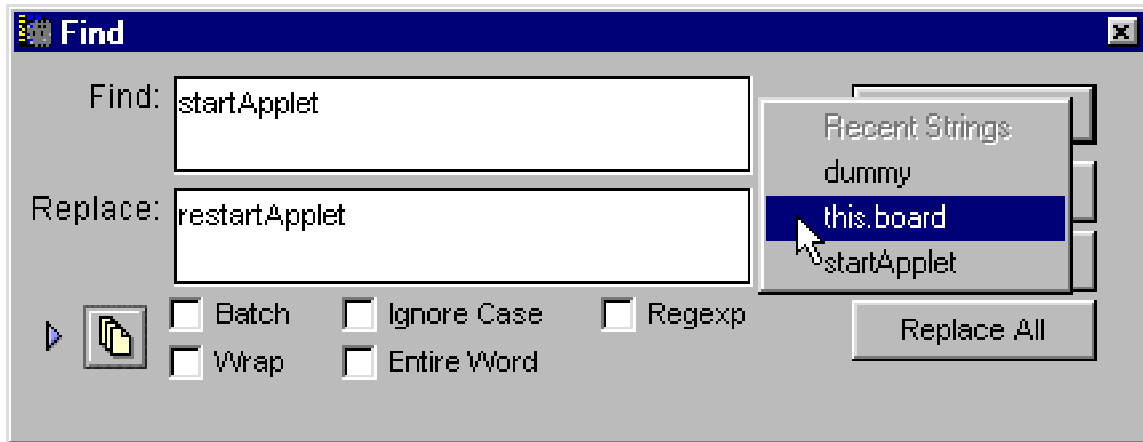 Find
Find:
startApplet
Recent Strings
dummy
Replace:
restartApplet
this.board
startApplet
Batch
Ignore Case
Regexp
Replace All
Wrap
Entire Word